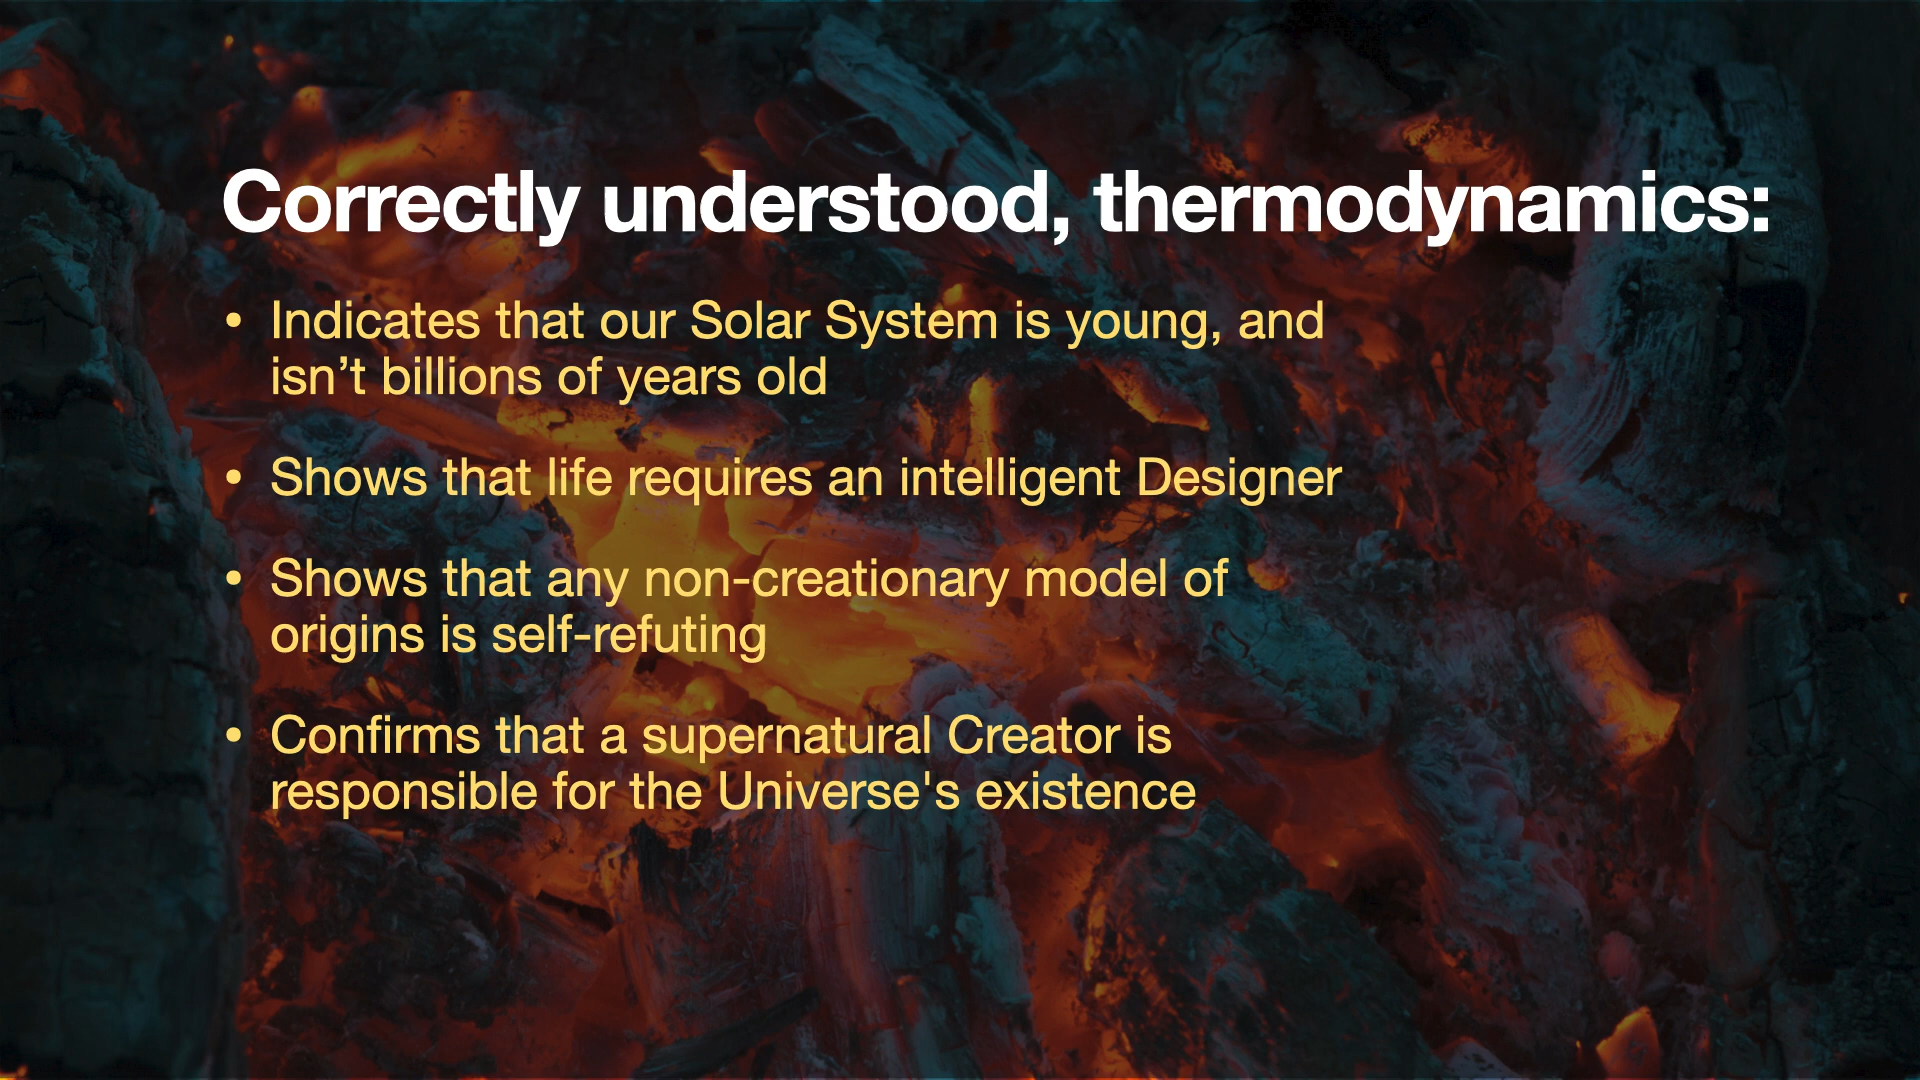 Correctly understood, thermodynamics:
• Indicates that our Solar System is young, and
isn’t billions of years old
• Shows that life requires an intelligent Designer
• Shows that any non-creationary model of
origins is self-refuting
• Confirms that a supernatural Creator is
responsible for the Universe's existence